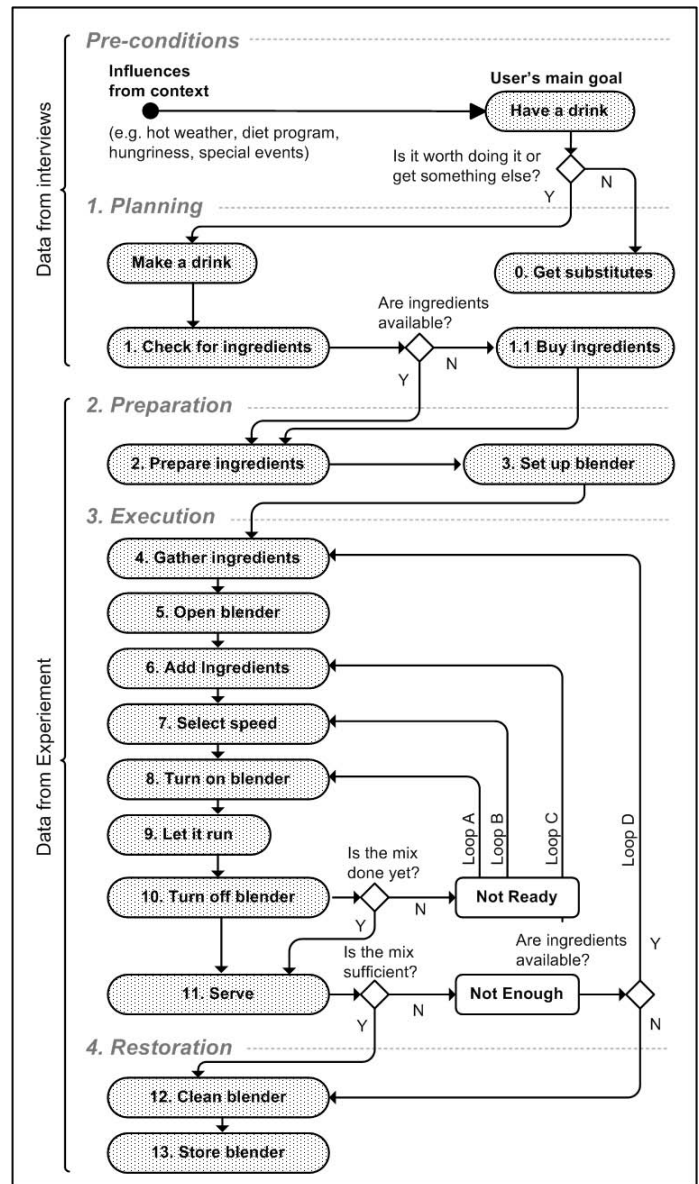 Pre-conditions
Influences
from context
User's main goal
Have a drink
(e.g. hot weather, diet program,
hungriness, special events)
Is it worth doing it or
get something else?
N
Y
Data from interviews
1. Planning
Make a drink
0. Get substitutes
Are ingredients
available?
1. Check for ingredients
N
1.1 Buy ingredients
Y
2. Preparation
2. Prepare ingredients
3. Set up blender
3. Execution
4. Gather ingredients
5. Open blender
6. Add Ingredients
7. Select speed
8. Turn on blender
Loop A
Loop B
Loop C
Loop D
Data from Experiement
9. Let it run
Is the mix
done yet?
10. Turn off blender
N
Not Ready
Y
Are ingredients
available?
Y
Is the mix
sufficient?
11. Serve
N
Not Enough
Y
N
4. Restoration
12. Clean blender
13. Store blender